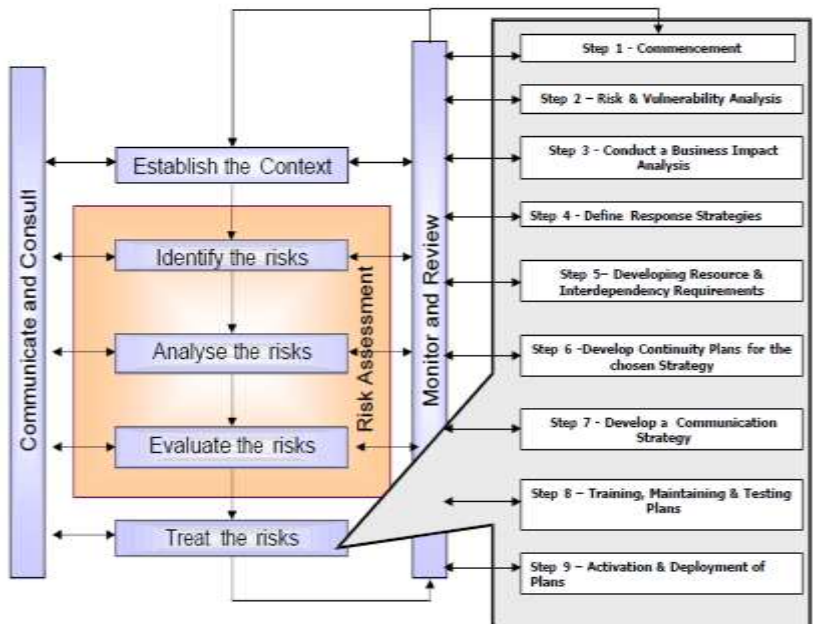 Communicate and Consult
Establish the Context
Identify the risks
Analyse the risks
Evaluate the risks
Risk Assessment
Treat the risks
Monitor and Review
Step 1 - Commencement
Step 2 – Risk & Vulnerability Analysis
Step 3 - Conduct a Business Impact
Analysis
Step 4 - Define Response Strategies
Step 5– Developing Resource &
Interdependency Requirements
Step 6 -Develop Continuity Plans for the
chosen Strategy
Step 7 - Develop a Communication
Strategy
Step 8 – Training, Maintaining & Testing
Plans
Step 9 – Activation & Deployment of
Plans